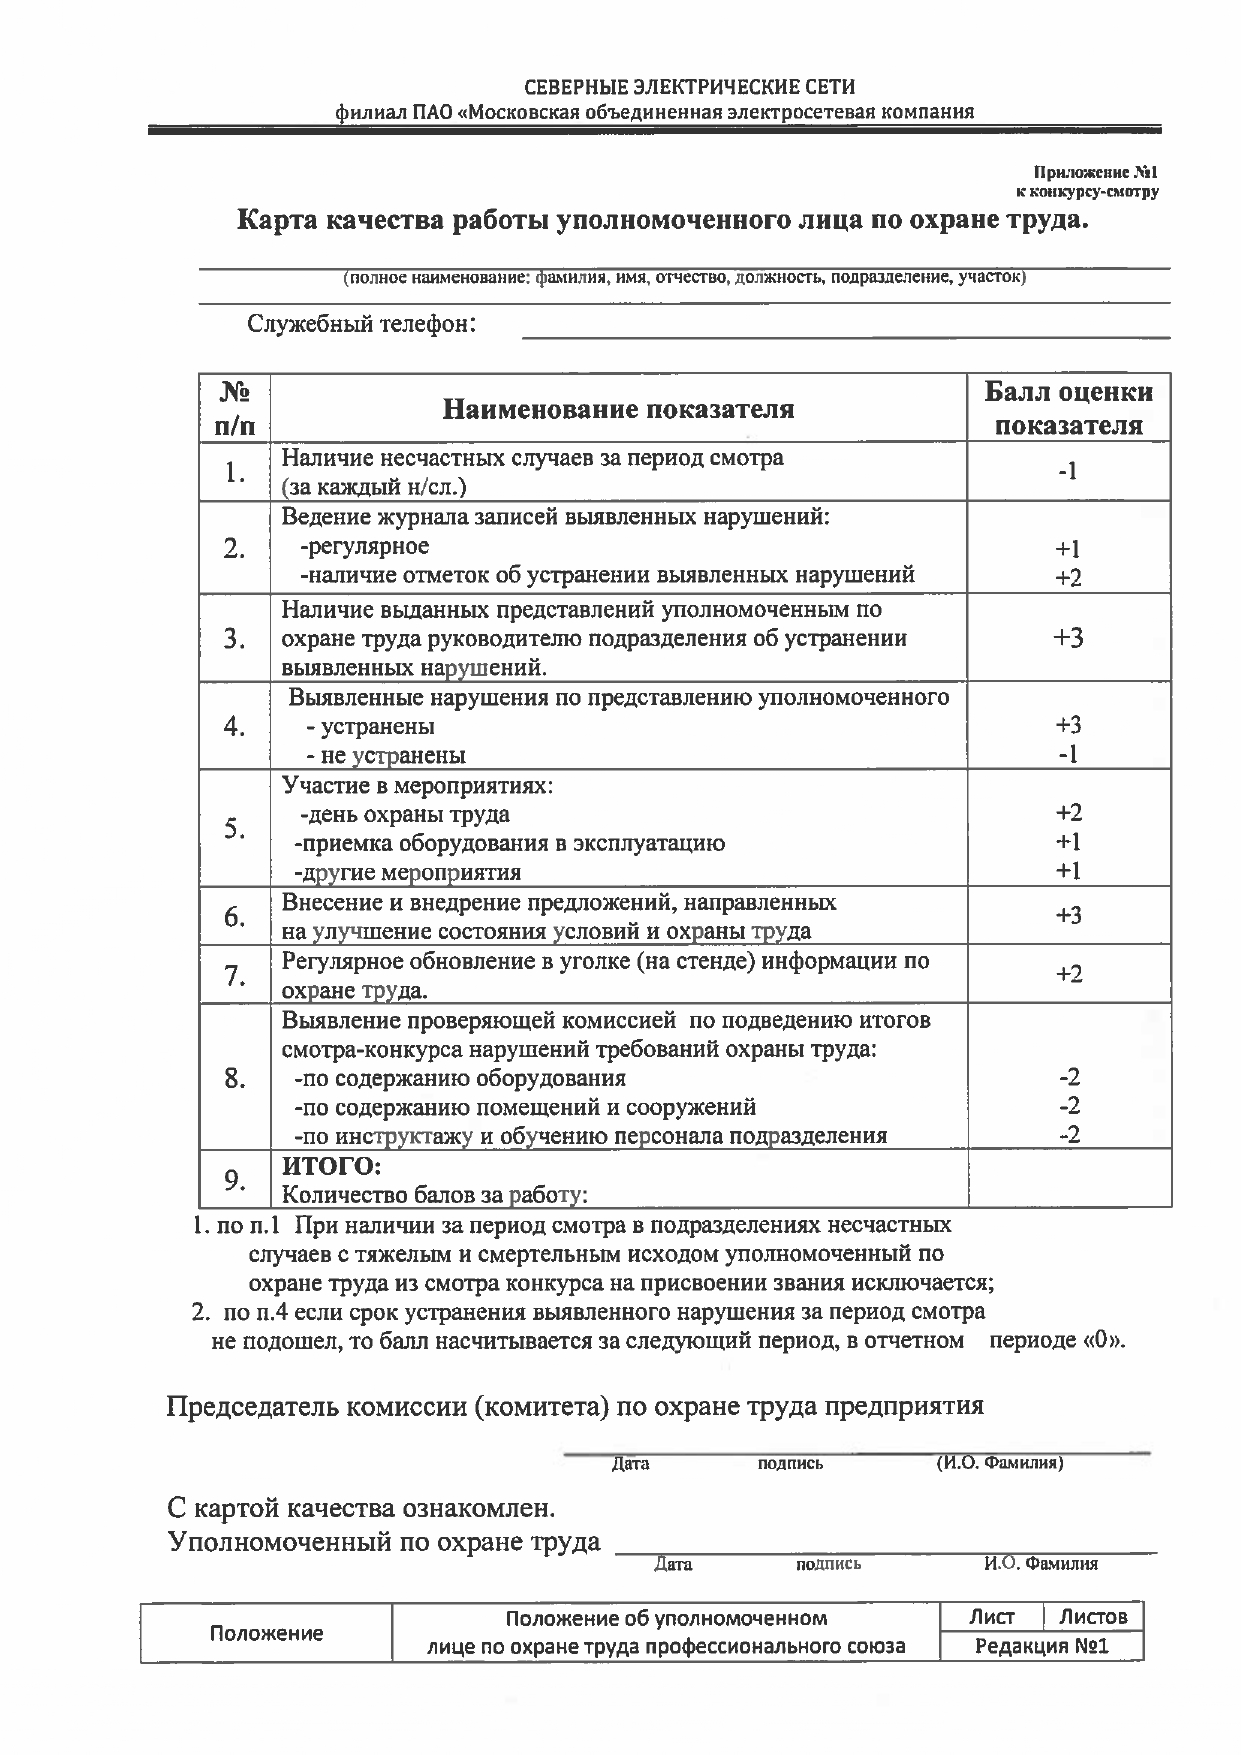 СЕВЕРНЫЕ ЭЛЕКТРИЧЕСКИЕ СЕТИ
филиал ПАО «Московская объединенная электросетевая компания
Приложение №1
к конкурсу-смотру
Карта качества работы уполномоченного лица по охране труда.
(полное наименование: фамилия, имя, отчество, должность, подразделение, участок)
Служебный телефон:
№ п/п Наименование показателя Балл оценки показателя
1. Наличие несчастных случаев за период смотра
(за каждый н/сл.) -1
2. Ведение журнала записей выявленных нарушений:
-регулярное +1
-наличие отметок об устранении выявленных нарушений +2
3. Наличие выданных представлений уполномоченным по
охране труда руководителю подразделения об устранении +3
выявленных нарушений.
4. Выявленные нарушения по представлению уполномоченного
- устранены +3
- не устранены -1
5. Участие в мероприятиях:
-день охраны труда +2
-приемка оборудования в эксплуатацию +1
-другие мероприятия +1
6. Внесение и внедрение предложений, направленных
на улучшение состояния условий и охраны труда +3
7. Регулярное обновление в уголке (на стенде) информации по
охране труда. +2
8. Выявление проверяющей комиссией по подведению итогов
смотра-конкурса нарушений требований охраны труда:
-по содержанию оборудования -2
-по содержанию помещений и сооружений -2
-по инструктажу и обучению персонала подразделения -2
9. ИТОГО:
Количество балов за работу:
1. по п.1 При наличии за период смотра в подразделениях несчастных
случаев с тяжелым и смертельным исходом уполномоченный по
охране труда из смотра конкурса на присвоении звания исключается;
2. по п.4 если срок устранения выявленного нарушения за период смотра
не подошел, то балл насчитывается за следующий период, в отчетном периоде «0».
Председатель комиссии (комитета) по охране труда предприятия
Дата подпись (И.О. Фамилия)
С картой качества ознакомлен.
Уполномоченный по охране труда
Дата подпись И.О. Фамилия
Положение Положение об уполномоченном Лист Листов
лице по охране труда профессионального союза Редакция №1